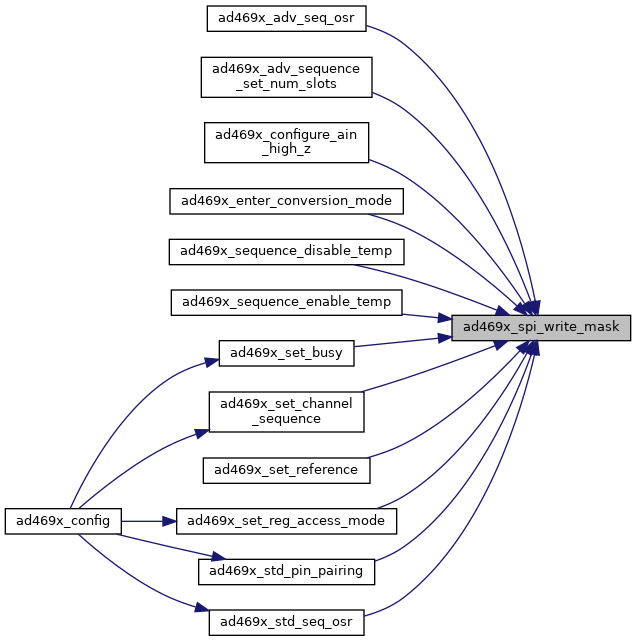 ad469x_adv_seq_osr
ad469x_adv_sequence
_set_num_slots
ad469x_configure_ain
_high_z
ad469x_enter_conversion_mode
ad469x_sequence_disable_temp
ad469x_sequence_enable_temp
ad469x_spi_write_mask
ad469x_set_busy
ad469x_set_channel
_sequence
ad469x_set_reference
ad469x_config
ad469x_set_reg_access_mode
ad469x_std_pin_pairing
ad469x_std_seq_osr